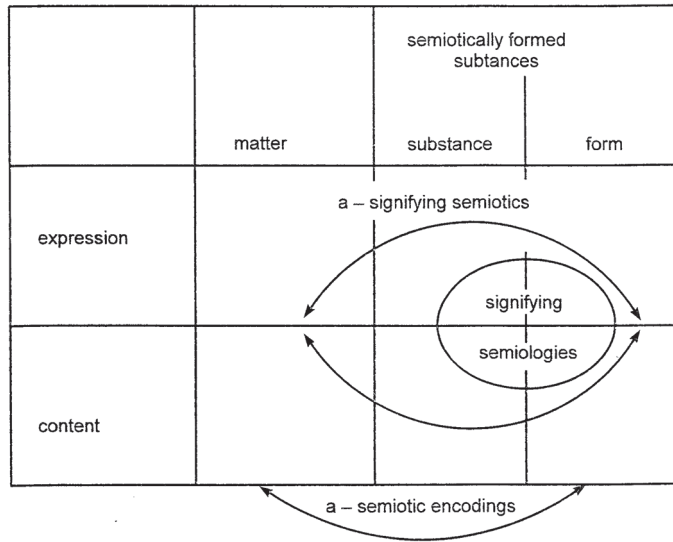 semiotically formed
subtances
matter
substance
form
a – signifying semiotics
expression
signifying
semiologies
content
a – semiotic encodings